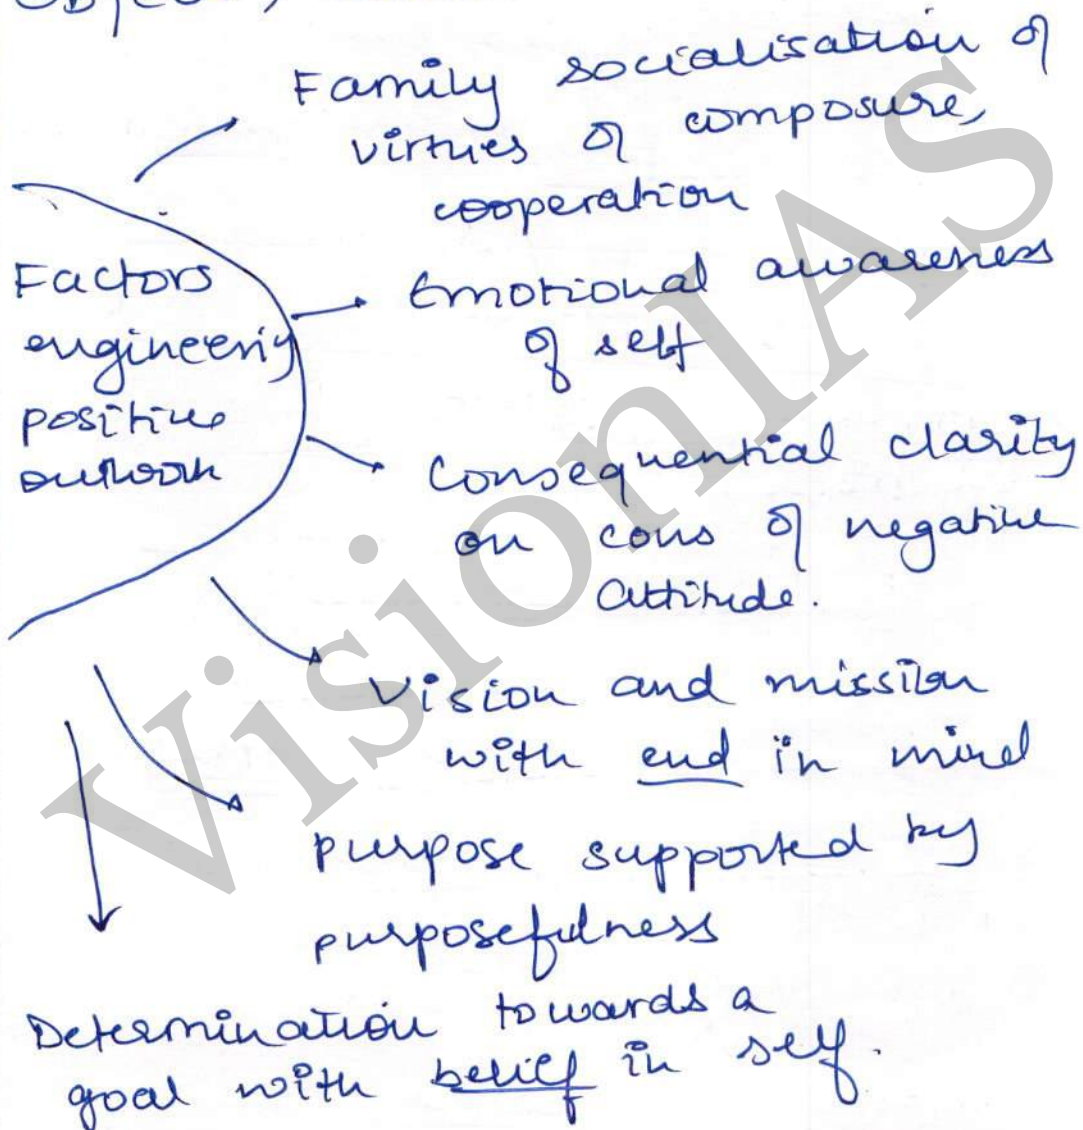 Family socialisation of
virtues of composure,
cooperation
Factors
engineering
positive
outlook
Emotional awareness
of self
Consequential clarity
on cons of negative
attitude.
Vision and mission
with end in mind
purpose supported by
purposefulness
Determination towards a
goal with belief in self.
VisionIAS